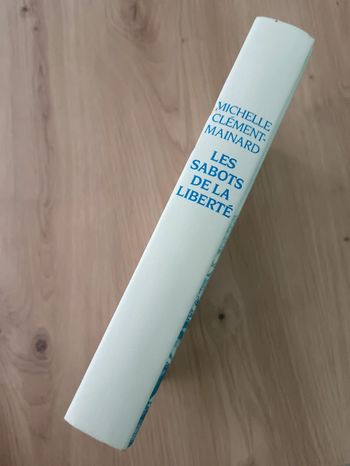 MICHELLE
CLÉMENT-
MAINARD
LES
SABOTS
DE LA
LIBERTÉ